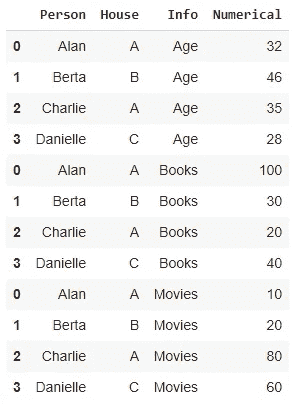 Person House Info Numerical
0 Alan A Age 32
1 Berta B Age 46
2 Charlie A Age 35
3 Danielle C Age 28
0 Alan A Books 100
1 Berta B Books 30
2 Charlie A Books 20
3 Danielle C Books 40
0 Alan A Movies 10
1 Berta B Movies 20
2 Charlie A Movies 80
3 Danielle C Movies 60